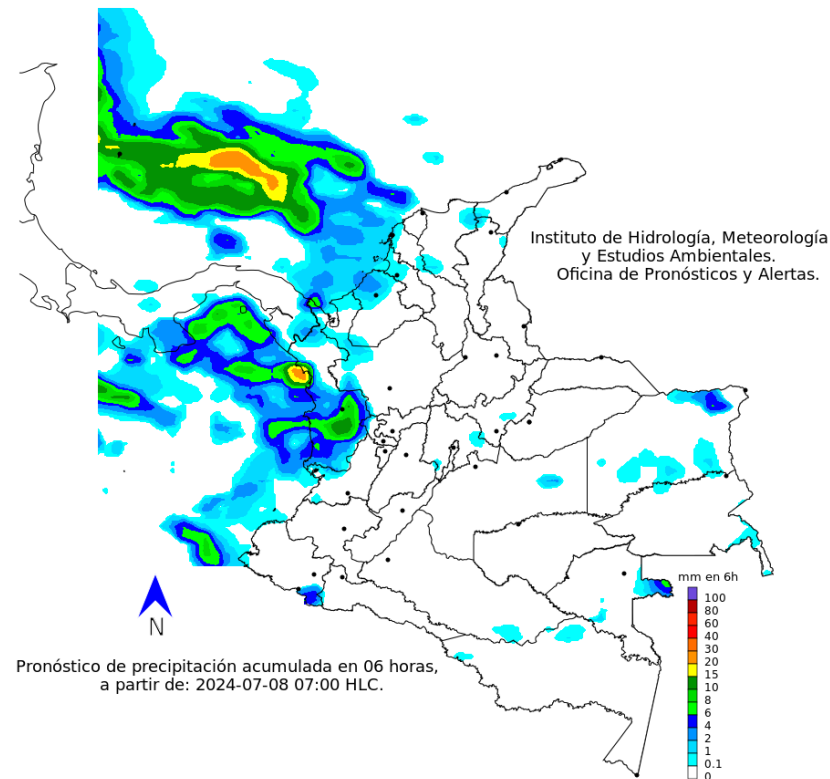 Instituto de Hidrología, Meteorología
y Estudios Ambientales.
Oficina de Pronósticos y Alertas.
mm en 6h
100
80
60
40
30
20
15
10
8
6
4
2
1
0.1
0
N
Pronóstico de precipitación acumulada en 06 horas,
a partir de: 2024-07-08 07:00 HLC.